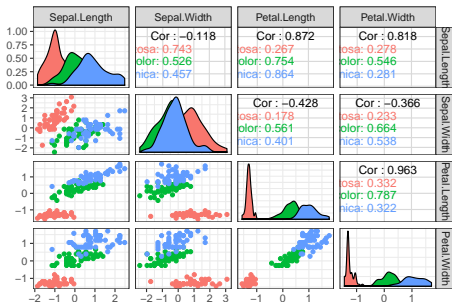 Sepal.Length Sepal.Width Petal.Length Petal.Width
1.00
0.75
0.50
0.25
0.00
Cor : −0.118
osa: 0.743
olor: 0.526
nica: 0.457
Cor : 0.872
osa: 0.267
olor: 0.754
nica: 0.864
Cor : 0.818
osa: 0.278
olor: 0.546
nica: 0.281
Sepal.Length
3
2
1
0
−1
−2
Cor : −0.428
osa: 0.178
olor: 0.561
nica: 0.401
Cor : −0.366
osa: 0.233
olor: 0.664
nica: 0.538
Sepal.Width
1
0
−1
Cor : 0.963
osa: 0.332
olor: 0.787
nica: 0.322
Petal.Length
1
0
−1
Petal.Width
−2 −1 0 1 2
−2 −1 0 1 2 3
−1 0 1
−1 0 1